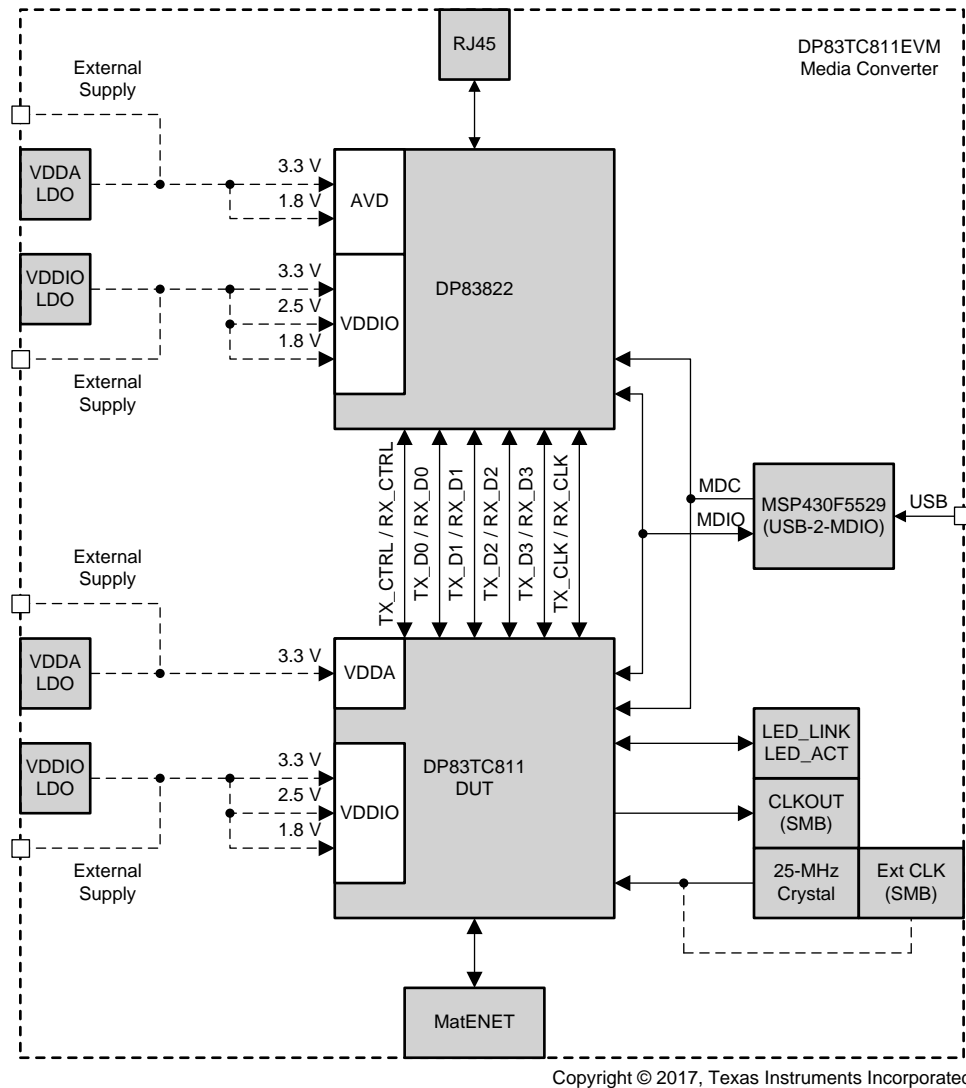 RJ45
DP83TC811EVM
Media Converter
External
Supply
VDDA
LDO
3.3 V
1.8 V
AVD
VDDIO
LDO
3.3 V
2.5 V
1.8 V
VDDIO
DP83822
External
Supply
TX_CTRL / RX_CTRL
TX_D0 / RX_D0
TX_D1 / RX_D1
TX_D2 / RX_D2
TX_D3 / RX_D3
TX_CLK / RX_CLK
MDC
MDIO
MSP430F5529
(USB-2-MDIO)
USB
External
Supply
VDDA
LDO
3.3 V
VDDA
VDDIO
LDO
3.3 V
2.5 V
1.8 V
VDDIO
DP83TC811
DUT
External
Supply
LED_LINK
LED_ACT
CLKOUT
(SMB)
25-MHz
Crystal
Ext CLK
(SMB)
MatENET
Copyright © 2017, Texas Instruments Incorporated